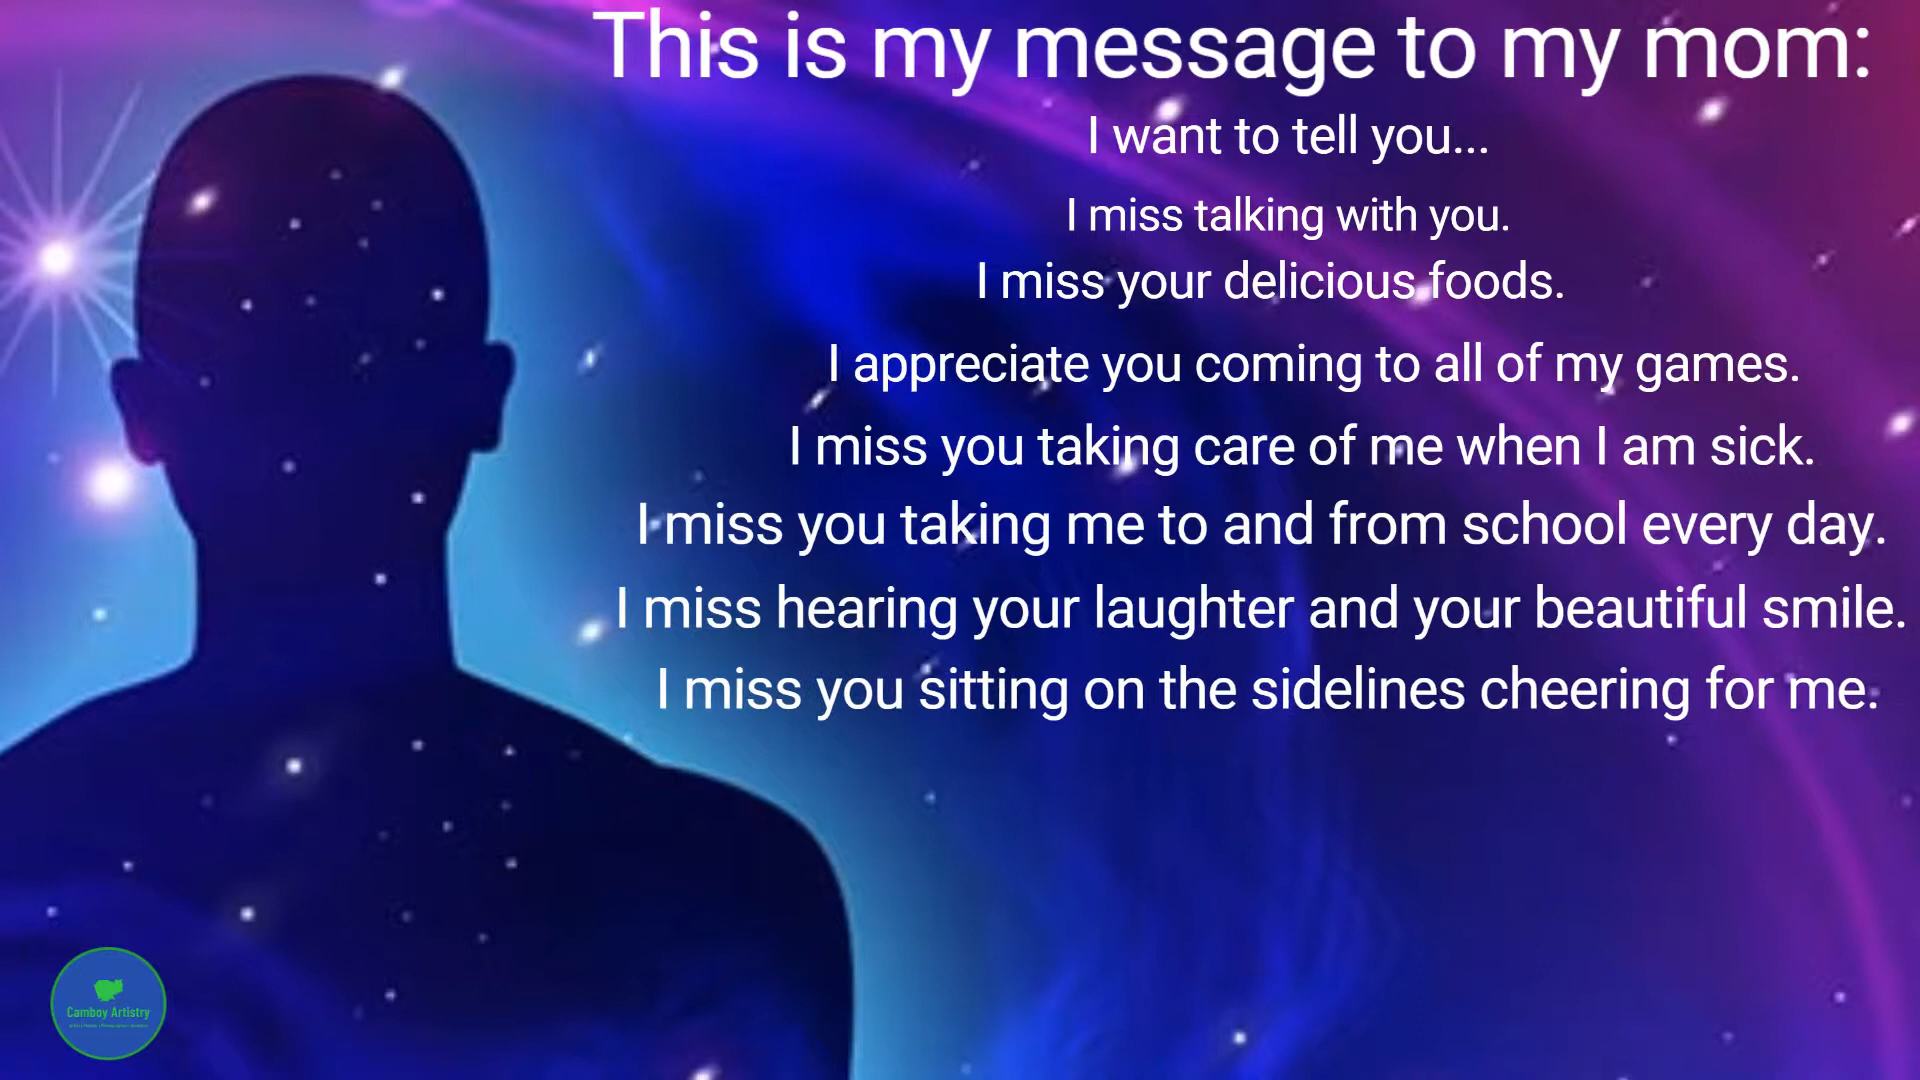 This is my message to my mom:
I want to tell you...
I miss talking with you.
I miss your delicious foods.
I appreciate you coming to all of my games.
I miss you taking care of me when I am sick.
I miss you taking me to and from school every day.
I miss hearing your laughter and your beautiful smile.
I miss you sitting on the sidelines cheering for me.
Camboy Artistry